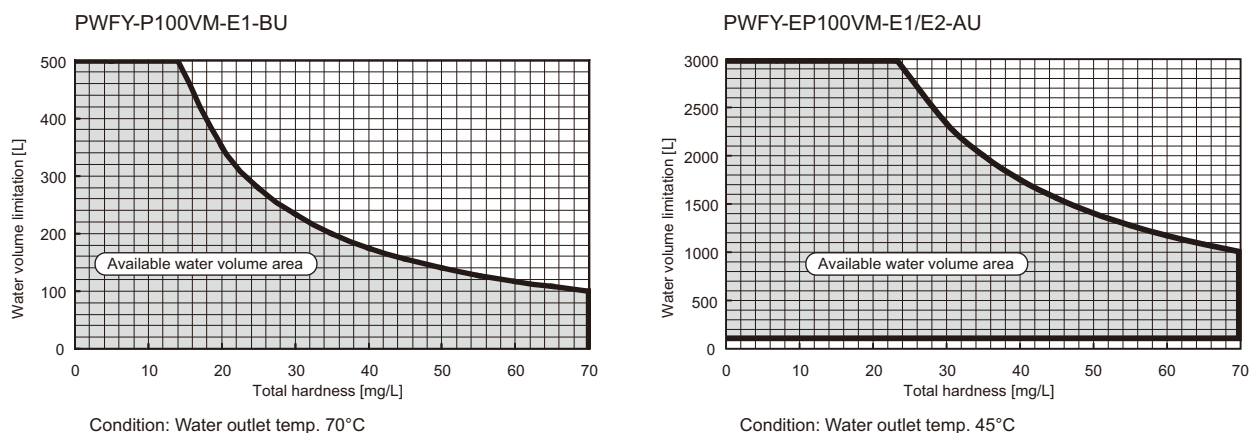 PWFY-P100VM-E1-BU
Water volume limitation [L]
500
400
300
200
100
0
Available water volume area
0 10 20 30 40 50 60 70
Total hardness [mg/L]
Condition: Water outlet temp. 70°C
PWFY-EP100VM-E1/E2-AU
Water volume limitation [L]
3000
2500
2000
1500
1000
500
0
Available water volume area
0 10 20 30 40 50 60 70
Total hardness [mg/L]
Condition: Water outlet temp. 45°C